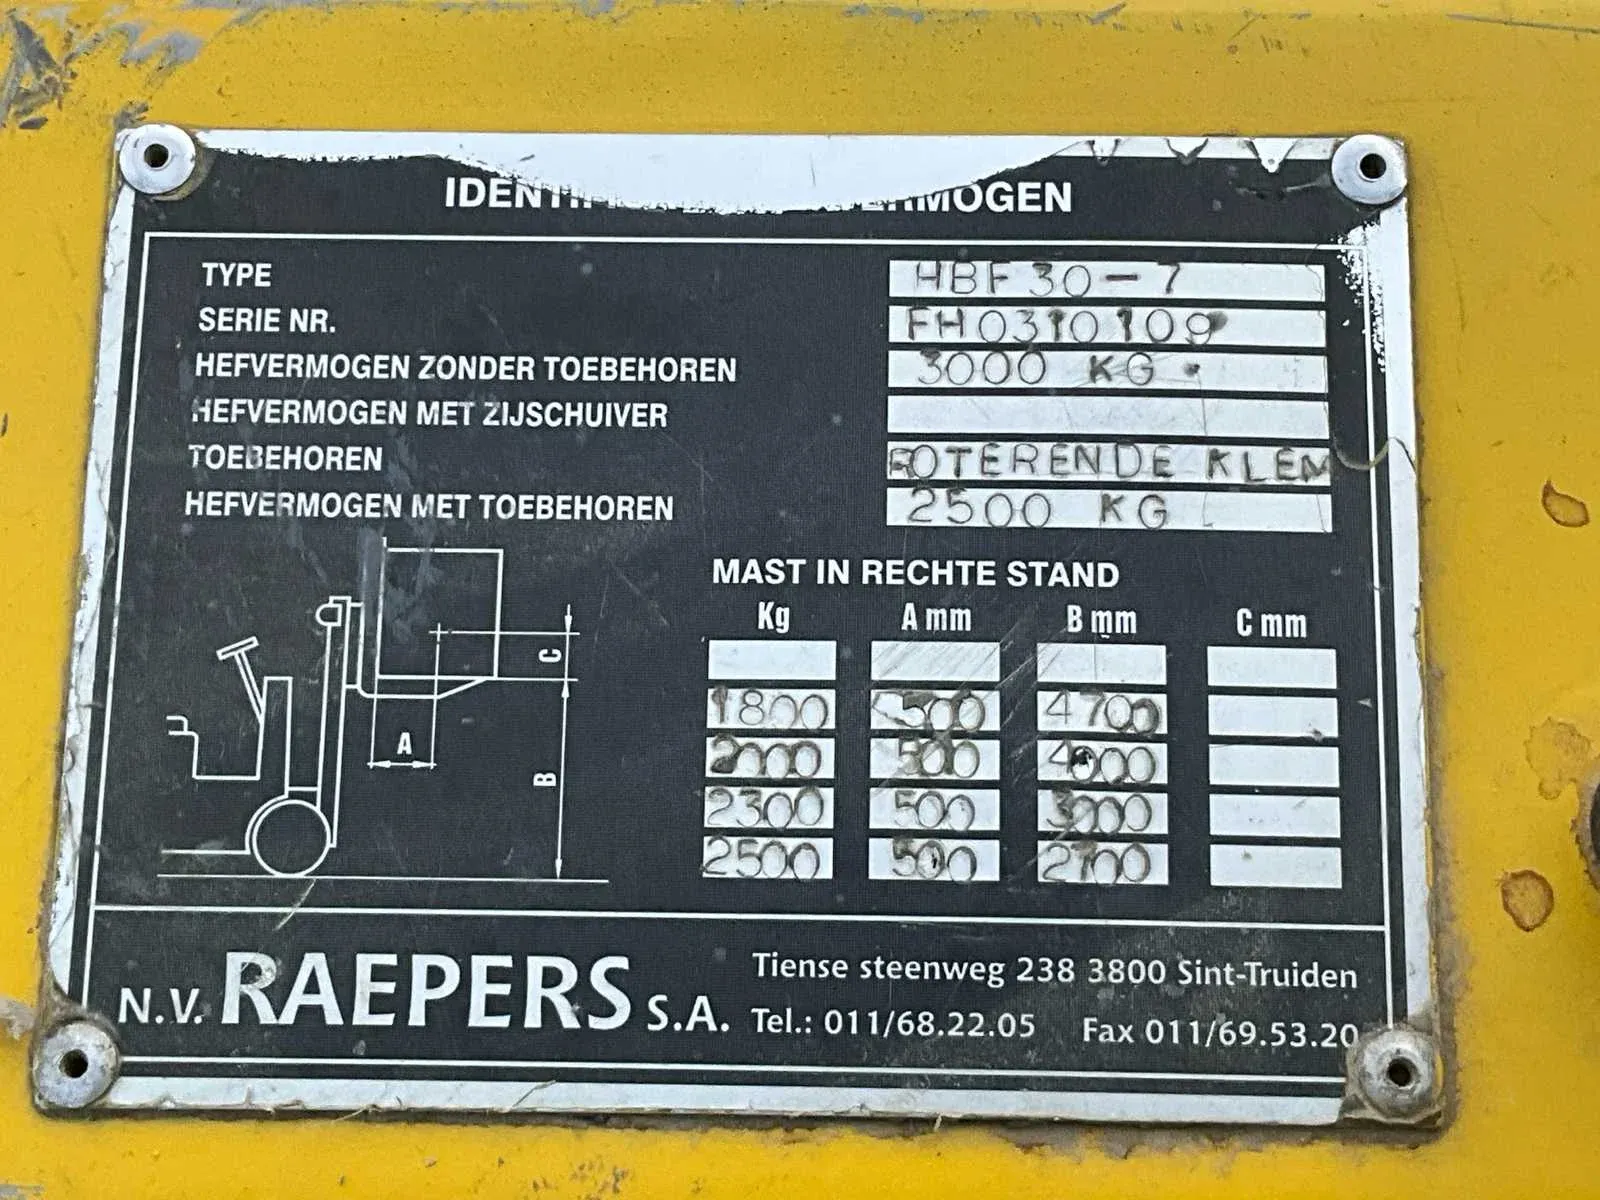 TYPE HBF 30-7
SERIE NR. FH0310109
HEFVERMOGEN ZONDER TOEBEHOREN 3000 KG
HEFVERMOGEN MET ZIJSCHUIVER
TOEBEHOREN ROTERENDE KLEM
HEFVERMOGEN MET TOEBEHOREN 2500 KG
MAST IN RECHTE STAND
Kg A mm B mm C mm
1800 500 4700
2000 500 4000
2300 500 3000
2500 500 2700
C
A
B
N.V. RAEPERS S.A.
Tiense steenweg 238 3800 Sint-Truiden
Tel.: 011/68.22.05 Fax 011/69.53.20